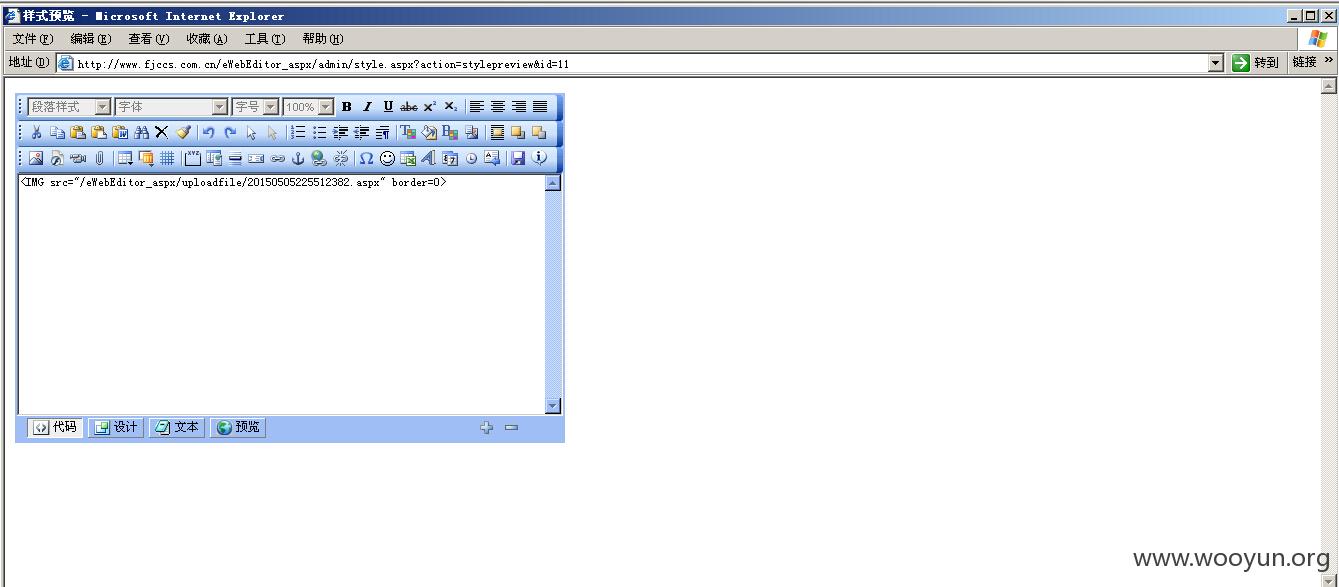 样式预览 - Microsoft Internet Explorer
文件(F) 编辑(E) 查看(V) 收藏(A) 工具(T) 帮助(H)
地址(D) http://www.fjccs.com.cn/eWebEditor_aspx/admin/style.aspx?action=stylepreview&id=11 转到 链接 »
段落样式 字体 字号 100% B I U abc x² x₂
<IMG src="/eWebEditor_aspx/uploadfile/20150505225512382.aspx" border=0>
代码 设计 文本 预览
www.wooyun.org